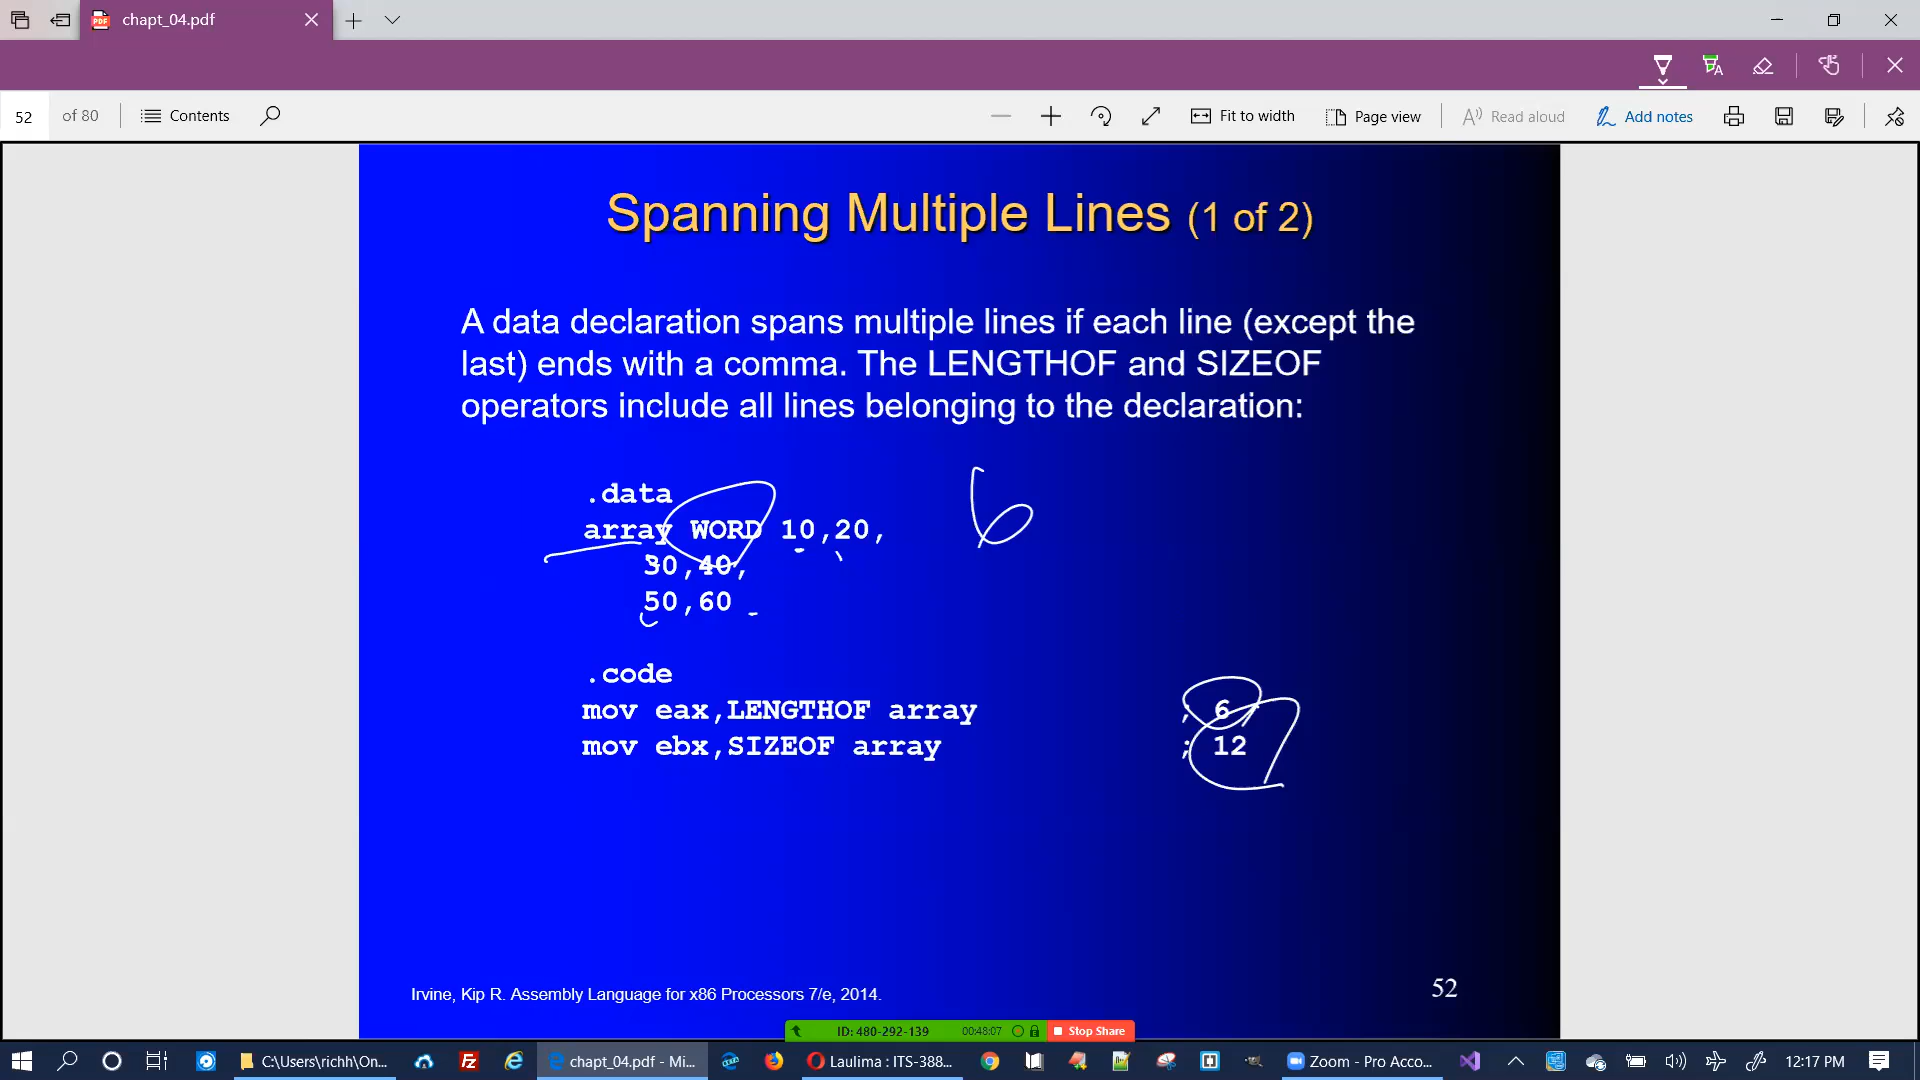 chapt_04.pdf
52 of 80 Contents Fit to width Page view Read aloud Add notes
Spanning Multiple Lines (1 of 2)
A data declaration spans multiple lines if each line (except the
last) ends with a comma. The LENGTHOF and SIZEOF
operators include all lines belonging to the declaration:
.data
array WORD 10,20,
30,40,
50,60
6
.code
mov eax,LENGTHOF array ; 6
mov ebx,SIZEOF array ; 12
Irvine, Kip R. Assembly Language for x86 Processors 7/e, 2014.
52
ID: 480-292-139 00:48:07 Stop Share
C:\Users\richh\On... chapt_04.pdf - Mi... Laulima : ITS-388... Zoom - Pro Acco... 12:17 PM